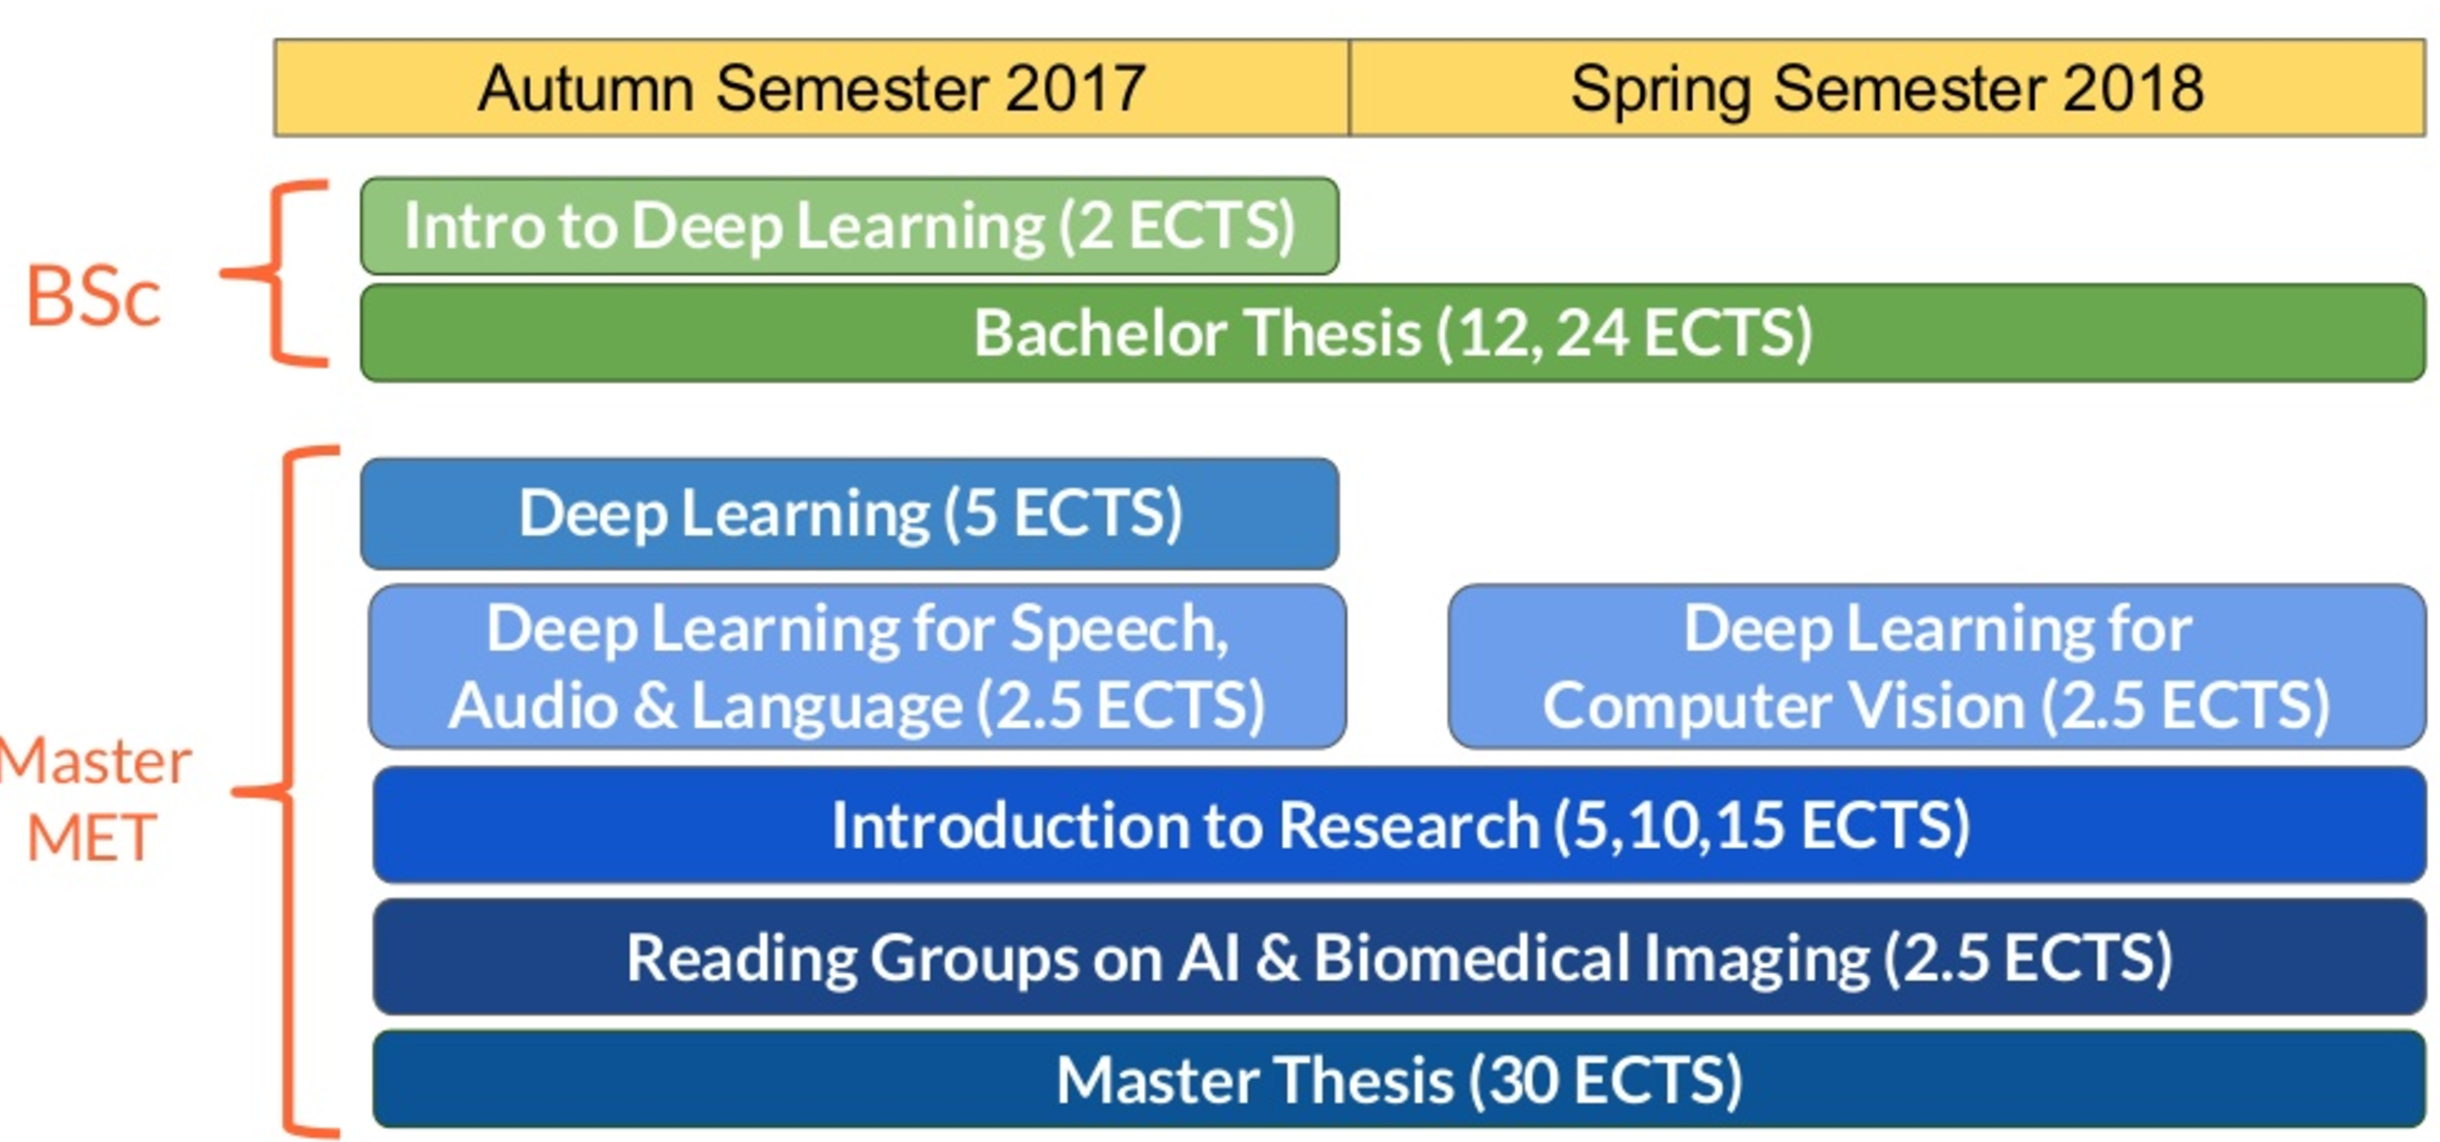 Autumn Semester 2017
Spring Semester 2018
BSc
Intro to Deep Learning (2 ECTS)
Bachelor Thesis (12, 24 ECTS)
Master
MET
Deep Learning (5 ECTS)
Deep Learning for Speech,
Audio & Language (2.5 ECTS)
Deep Learning for
Computer Vision (2.5 ECTS)
Introduction to Research (5,10,15 ECTS)
Reading Groups on AI & Biomedical Imaging (2.5 ECTS)
Master Thesis (30 ECTS)